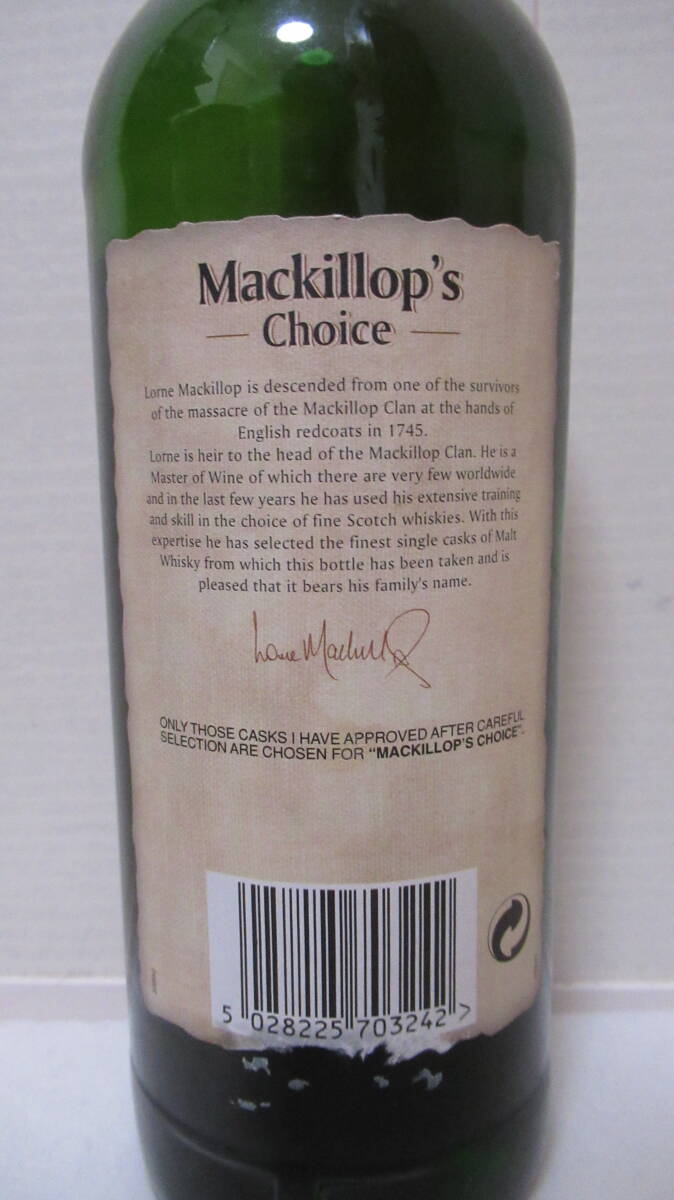 Mackillop's
Choice
Lorne Mackillop is descended from one of the survivors
of the massacre of the Mackillop Clan at the hands of
English redcoats in 1745.
Lorne is heir to the head of the Mackillop Clan. He is a
Master of Wine of which there are very few worldwide
and in the last few years he has used his extensive training
and skill in the choice of fine Scotch whiskies. With this
expertise he has selected the finest single casks of Malt
Whisky from which this bottle has been taken and is
pleased that it bears his family's name.
Lorne Mackillop
ONLY THOSE CASKS I HAVE APPROVED AFTER CAREFUL
SELECTION ARE CHOSEN FOR "MACKILLOP'S CHOICE".
5 028225 703242 >